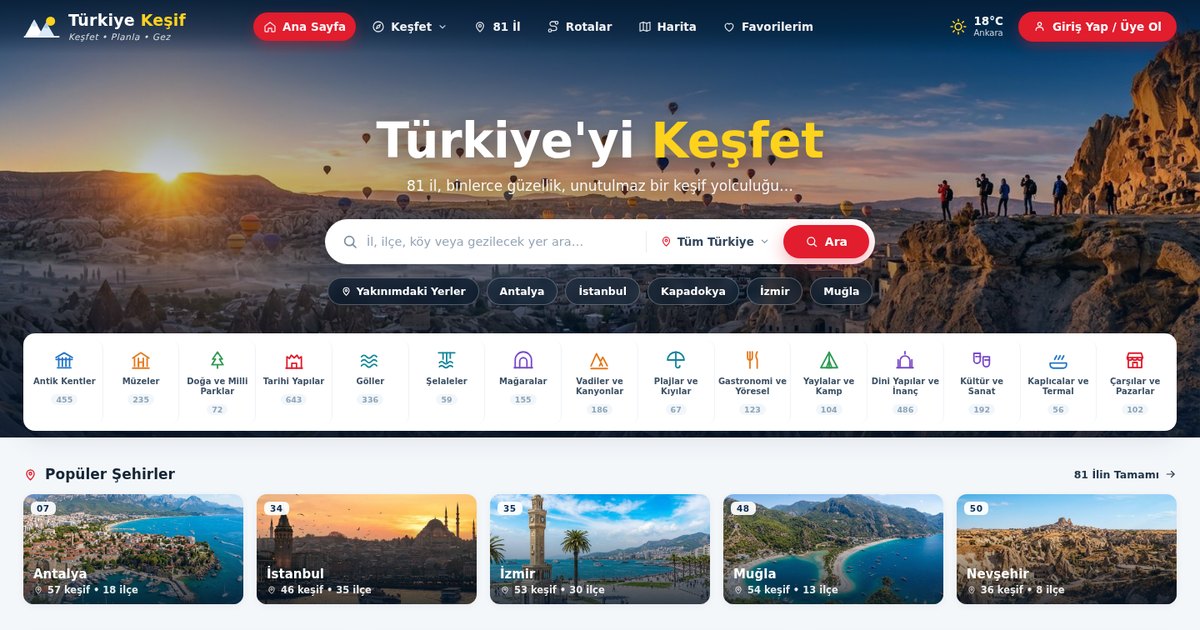 Türkiye Keşif
Keşfet • Planla • Gez
Ana Sayfa
Keşfet
81 İl
Rotalar
Harita
Favorilerim
18°C
Ankara
Giriş Yap / Üye Ol
Türkiye'yi Keşfet
81 il, binlerce güzellik, unutulmaz bir keşif yolculuğu...
İl, ilçe, köy veya gezilecek yer ara...
Tüm Türkiye
Ara
Yakınımdaki Yerler
Antalya
İstanbul
Kapadokya
İzmir
Muğla
Antik Kentler
455
Müzeler
235
Doğa ve Milli
Parklar
72
Tarihi Yapılar
643
Göller
336
Şelaleler
59
Mağaralar
155
Vadiler ve
Kanyonlar
186
Plajlar ve
Kıyılar
67
Gastronomi ve
Yöresel
123
Yaylalar ve
Kamp
104
Dini Yapılar ve
İnanç
486
Kültür ve
Sanat
192
Kaplıcalar ve
Termal
56
Çarşılar ve
Pazarlar
102
Popüler Şehirler
81 İlin Tamamı
07
Antalya
57 keşif • 18 ilçe
34
İstanbul
46 keşif • 35 ilçe
35
İzmir
53 keşif • 30 ilçe
48
Muğla
54 keşif • 13 ilçe
50
Nevşehir
36 keşif • 8 ilçe